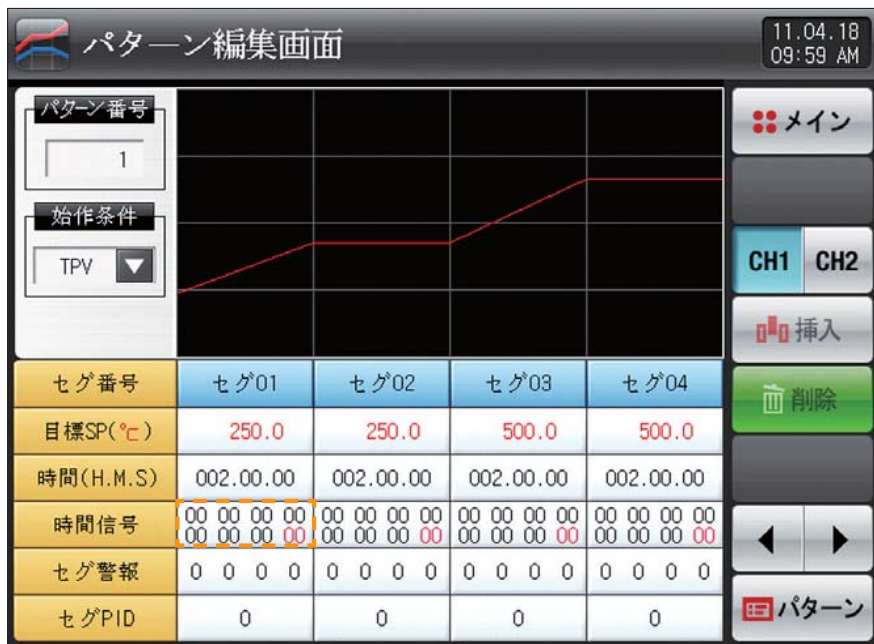 パターン編集画面
11.04.18
09:59 AM
パターン番号
1
始作条件
TPV
メイン
CH1 CH2
挿入
削除
セグ番号 セグ01 セグ02 セグ03 セグ04
目標SP(℃) 250.0 250.0 500.0 500.0
時間(H.M.S) 002.00.00 002.00.00 002.00.00 002.00.00
時間信号 00 00 00 00 00 00 00 00 00 00 00 00 00 00 00 00
00 00 00 00 00 00 00 00 00 00 00 00 00 00 00 00
セグ警報 0 0 0 0 0 0 0 0 0 0 0 0 0 0 0 0
セグPID 0 0 0 0
パターン